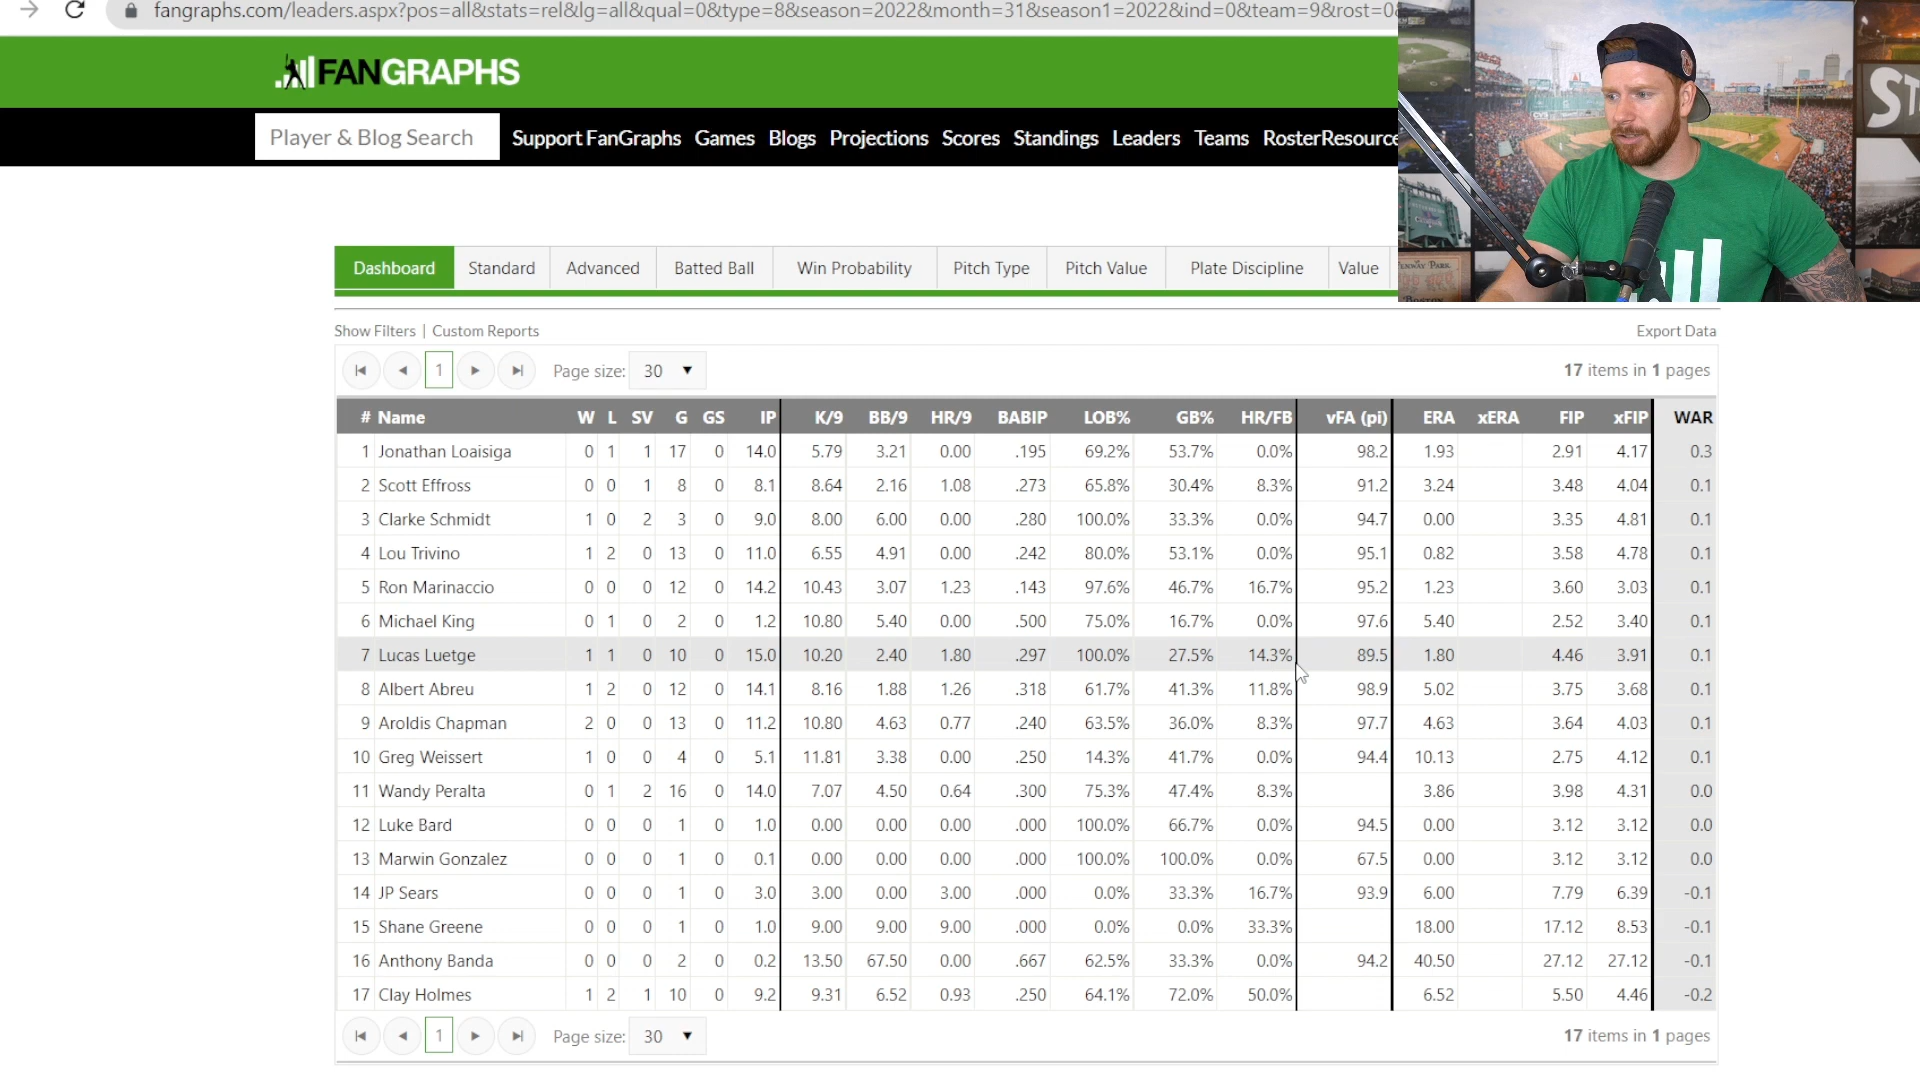 fangraphs.com/leaders.aspx?pos=all&stats=rel&lg=all&qual=0&type=8&season=2022&month=31&season1=2022&ind=0&team=9&rost=0&
FANGRAPHS
Player & Blog Search Support FanGraphs Games Blogs Projections Scores Standings Leaders Teams RosterResource
Dashboard Standard Advanced Batted Ball Win Probability Pitch Type Pitch Value Plate Discipline Value
Show Filters | Custom Reports Export Data
1 Page size: 30 17 items in 1 pages
# Name W L SV G GS IP K/9 BB/9 HR/9 BABIP LOB% GB% HR/FB vFA (pi) ERA xERA FIP xFIP WAR
1 Jonathan Loaisiga 0 1 1 17 0 14.0 5.79 3.21 0.00 .195 69.2% 53.7% 0.0% 98.2 1.93 2.91 4.17 0.3
2 Scott Effross 0 0 1 8 0 8.1 8.64 2.16 1.08 .273 65.8% 30.4% 8.3% 91.2 3.24 3.48 4.04 0.1
3 Clarke Schmidt 1 0 2 3 0 9.0 8.00 6.00 0.00 .280 100.0% 33.3% 0.0% 94.7 0.00 3.35 4.81 0.1
4 Lou Trivino 1 2 0 13 0 11.0 6.55 4.91 0.00 .242 80.0% 53.1% 0.0% 95.1 0.82 3.58 4.78 0.1
5 Ron Marinaccio 0 0 0 12 0 14.2 10.43 3.07 1.23 .143 97.6% 46.7% 16.7% 95.2 1.23 3.60 3.03 0.1
6 Michael King 0 1 0 2 0 1.2 10.80 5.40 0.00 .500 75.0% 16.7% 0.0% 97.6 5.40 2.52 3.40 0.1
7 Lucas Luetge 1 1 0 10 0 15.0 10.20 2.40 1.80 .297 100.0% 27.5% 14.3% 89.5 1.80 4.46 3.91 0.1
8 Albert Abreu 1 2 0 12 0 14.1 8.16 1.88 1.26 .318 61.7% 41.3% 11.8% 98.9 5.02 3.75 3.68 0.1
9 Aroldis Chapman 2 0 0 13 0 11.2 10.80 4.63 0.77 .240 63.5% 36.0% 8.3% 97.7 4.63 3.64 4.03 0.1
10 Greg Weissert 1 0 0 4 0 5.1 11.81 3.38 0.00 .250 14.3% 41.7% 0.0% 94.4 10.13 2.75 4.12 0.1
11 Wandy Peralta 0 1 2 16 0 14.0 7.07 4.50 0.64 .300 75.3% 47.4% 8.3% 3.86 3.98 4.31 0.0
12 Luke Bard 0 0 0 1 0 1.0 0.00 0.00 0.00 .000 100.0% 66.7% 0.0% 94.5 0.00 3.12 3.12 0.0
13 Marwin Gonzalez 0 0 0 1 0 0.1 0.00 0.00 0.00 .000 100.0% 100.0% 0.0% 67.5 0.00 3.12 3.12 0.0
14 JP Sears 0 0 0 1 0 3.0 3.00 0.00 3.00 .000 0.0% 33.3% 16.7% 93.9 6.00 7.79 6.39 -0.1
15 Shane Greene 0 0 0 1 0 1.0 9.00 9.00 9.00 .000 0.0% 0.0% 33.3% 18.00 17.12 8.53 -0.1
16 Anthony Banda 0 0 0 2 0 0.2 13.50 67.50 0.00 .667 62.5% 33.3% 0.0% 94.2 40.50 27.12 27.12 -0.1
17 Clay Holmes 1 2 1 10 0 9.2 9.31 6.52 0.93 .250 64.1% 72.0% 50.0% 6.52 5.50 4.46 -0.2
1 Page size: 30 17 items in 1 pages
ST
FENWAY PARK
BOSTON